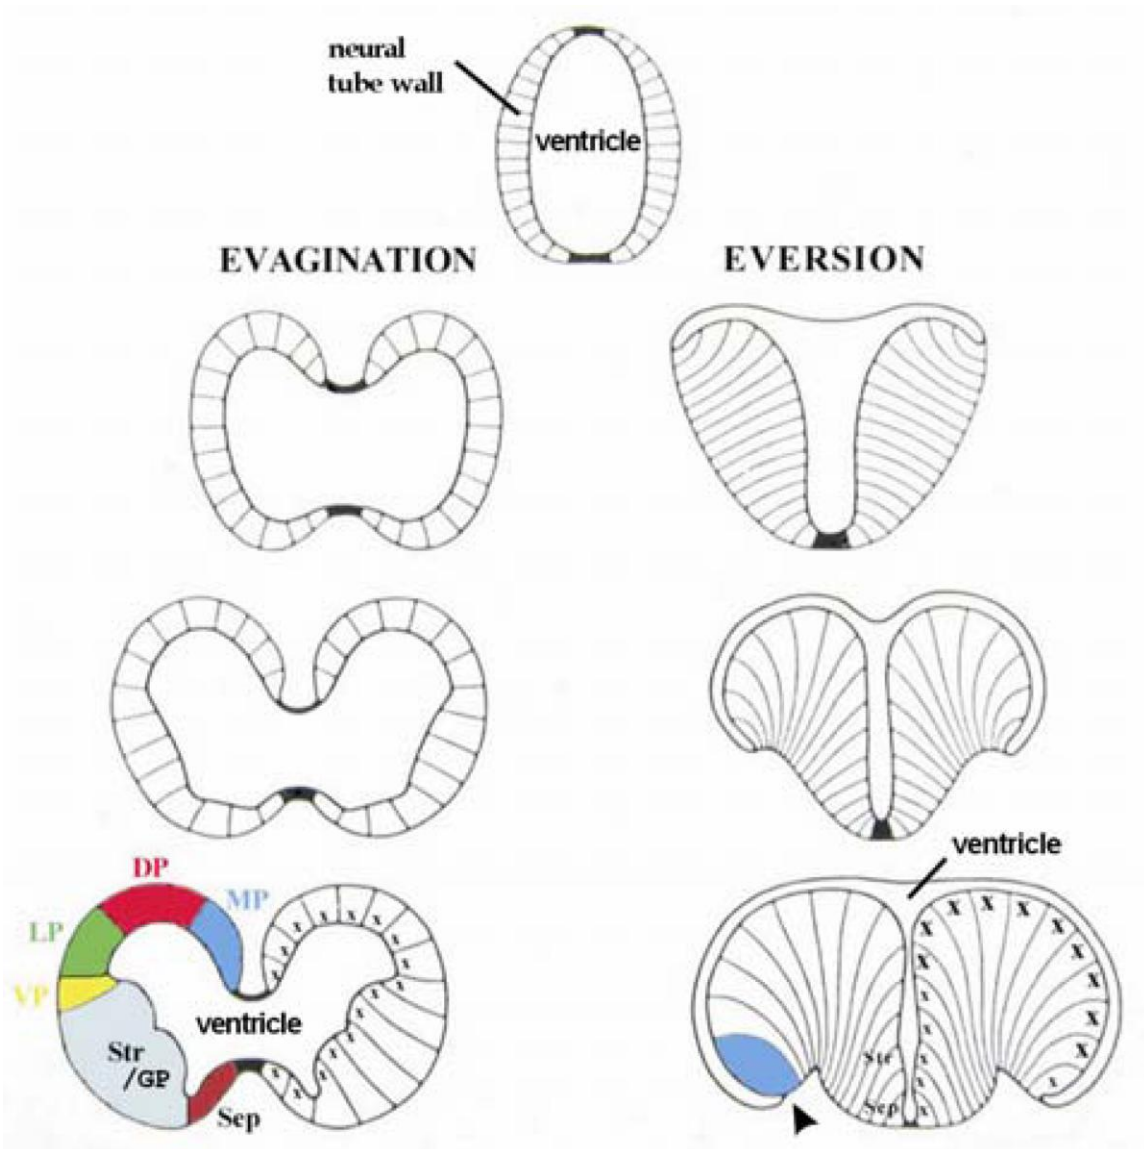 neural
tube wall
ventricle
EVAGINATION
EVERSION
DP
MP
LP
VP
ventricle
Str
/GP
Sep
x x x x x x x x x x x x x x x x x
ventricle
X X X X X X X X X X X
x x x x x x
Str
Sep